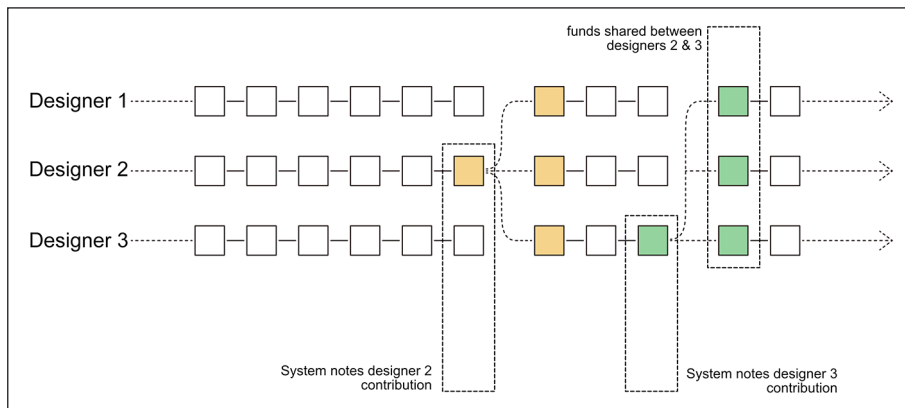 funds shared between
designers 2 & 3
Designer 1
Designer 2
Designer 3
System notes designer 2
contribution
System notes designer 3
contribution